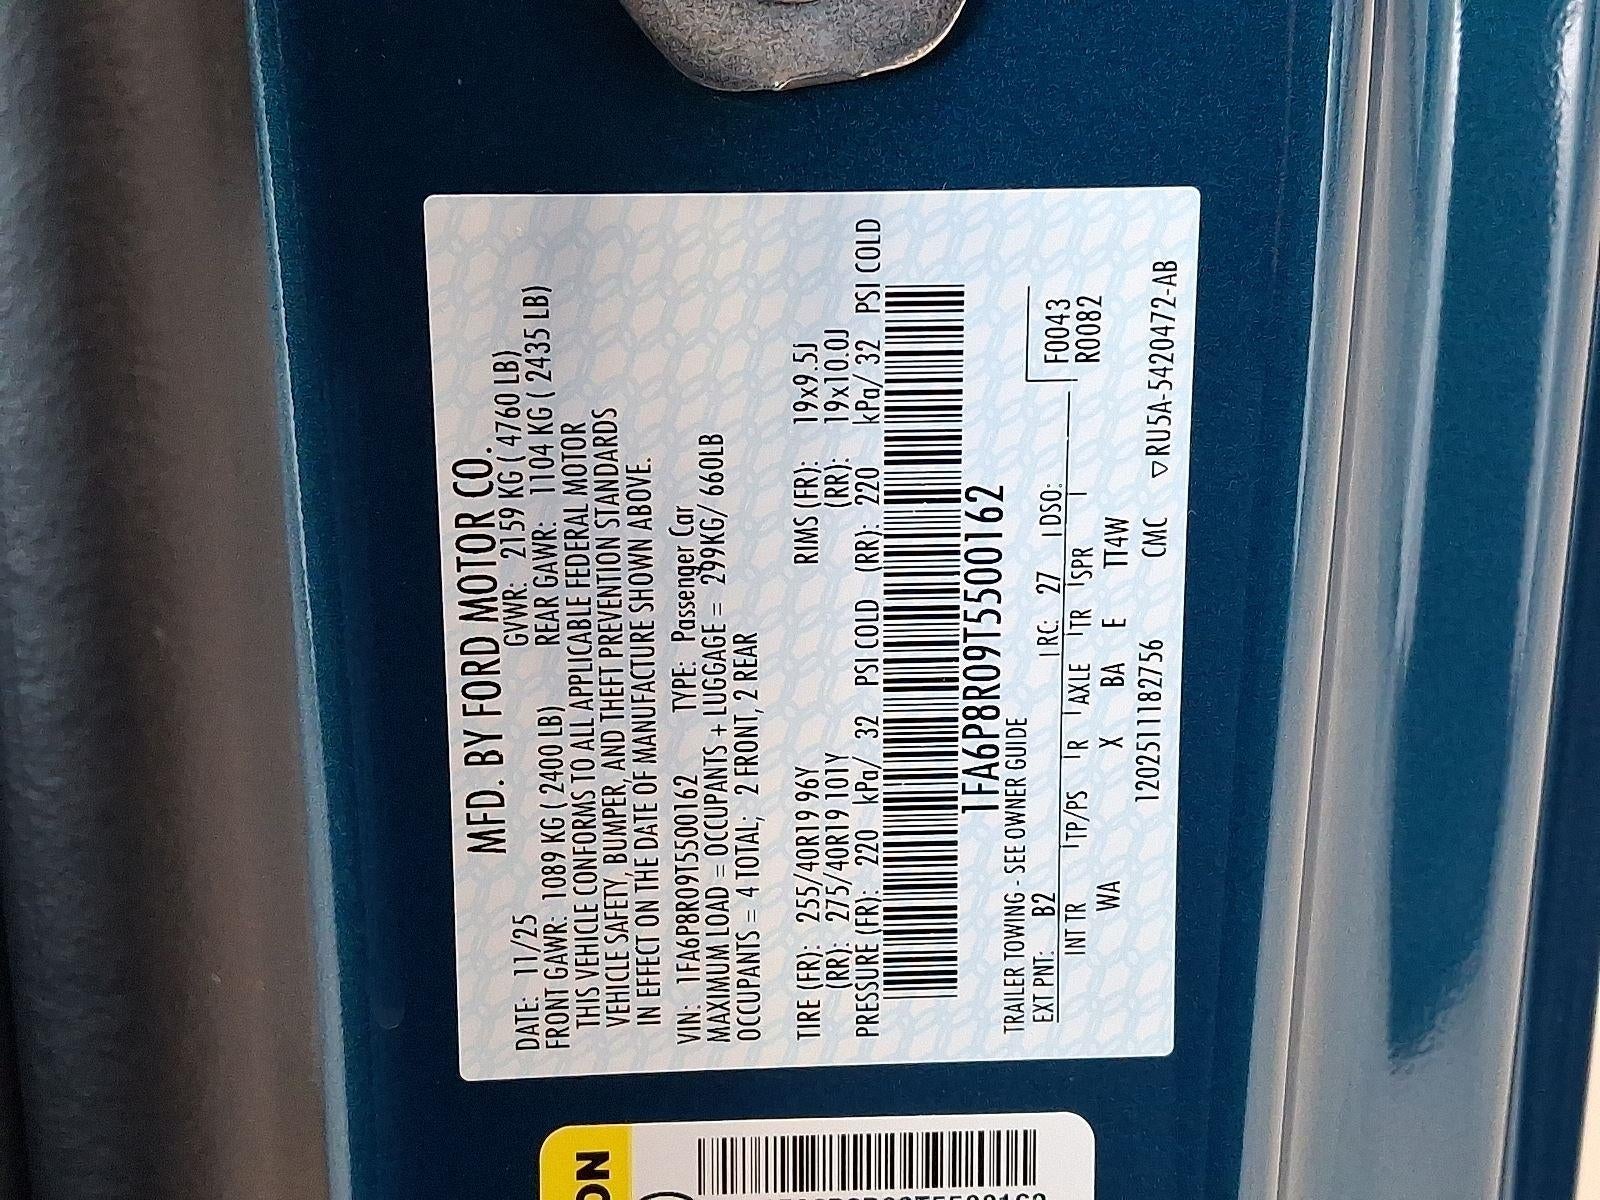 MFD. BY FORD MOTOR CO.
DATE: 11/25 GVWR: 2159 KG ( 4760 LB)
FRONT GAWR: 1089 KG ( 2400 LB) REAR GAWR: 1104 KG ( 2435 LB)
THIS VEHICLE CONFORMS TO ALL APPLICABLE FEDERAL MOTOR
VEHICLE SAFETY, BUMPER, AND THEFT PREVENTION STANDARDS
IN EFFECT ON THE DATE OF MANUFACTURE SHOWN ABOVE.
VIN: 1FA6P8R09T5500162 TYPE: Passenger Car
MAXIMUM LOAD = OCCUPANTS + LUGGAGE = 299KG/ 660LB
OCCUPANTS = 4 TOTAL; 2 FRONT, 2 REAR
TIRE (FR): 255/40R19 96Y RIMS (FR): 19x9.5J
(RR): 275/40R19 101Y (RR): 19x10.0J
PRESSURE (FR): 220 kPa/ 32 PSI COLD (RR): 220 kPa/ 32 PSI COLD
1FA6P8R09T5500162
TRAILER TOWING - SEE OWNER GUIDE
EXT PNT: B2 RC: 27 DSO: F0043
INT TR TP/PS R AXLE TR SPR R0082
WA X BA E TT4W
12025111182756 CMC ▽RU5A-5420472-AB
ON